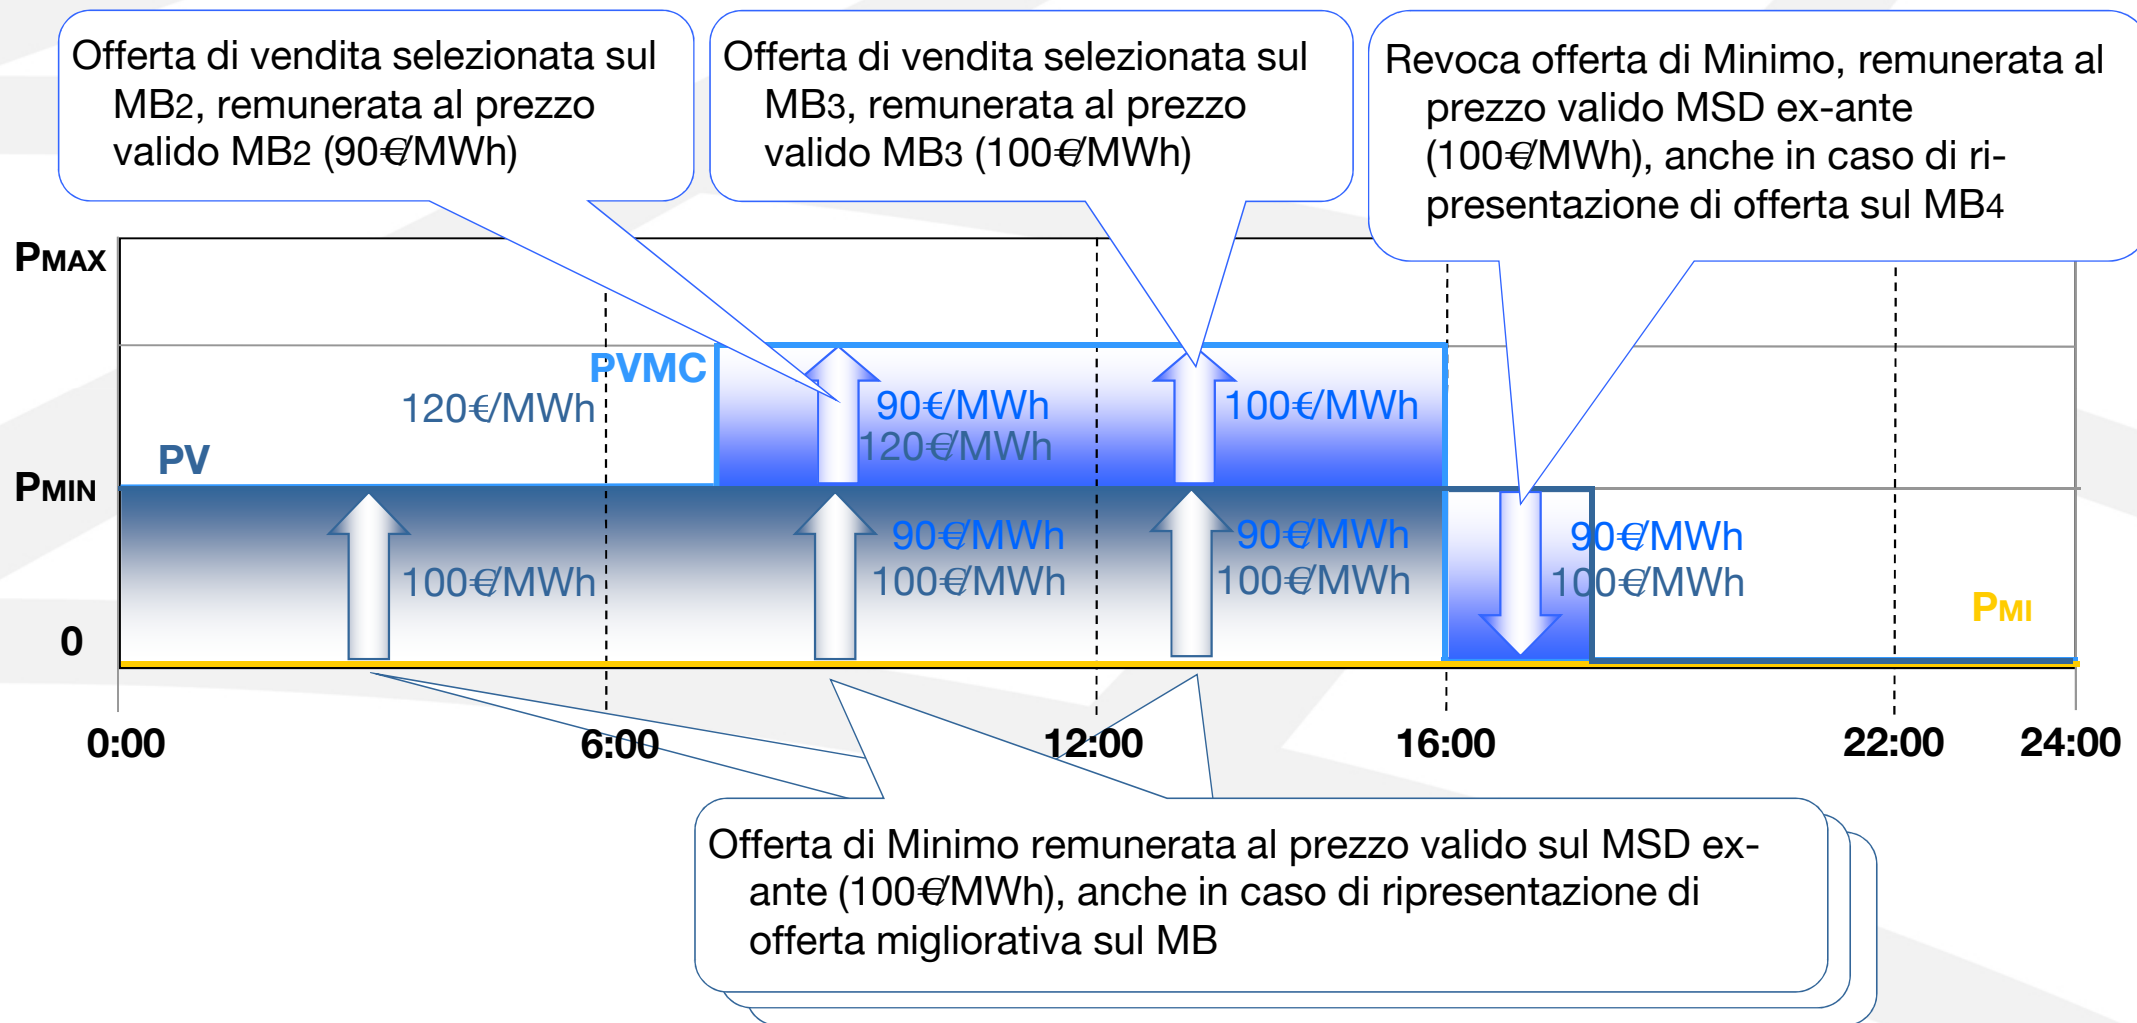 Offerta di vendita selezionata sul
MB2, remunerata al prezzo
valido MB2 (90€/MWh)
Offerta di vendita selezionata sul
MB3, remunerata al prezzo
valido MB3 (100€/MWh)
Revoca offerta di Minimo, remunerata al
prezzo valido MSD ex-ante
(100€/MWh), anche in caso di ri-
presentazione di offerta sul MB4
PMAX
PVMC
120€/MWh
90€/MWh
100€/MWh
120€/MWh
PV
PMIN
90€/MWh
90€/MWh
90€/MWh
100€/MWh
100€/MWh
100€/MWh
100€/MWh
PMI
0
0:00
6:00
12:00
16:00
22:00
24:00
Offerta di Minimo remunerata al prezzo valido sul MSD ex-
ante (100€/MWh), anche in caso di ripresentazione di
offerta migliorativa sul MB